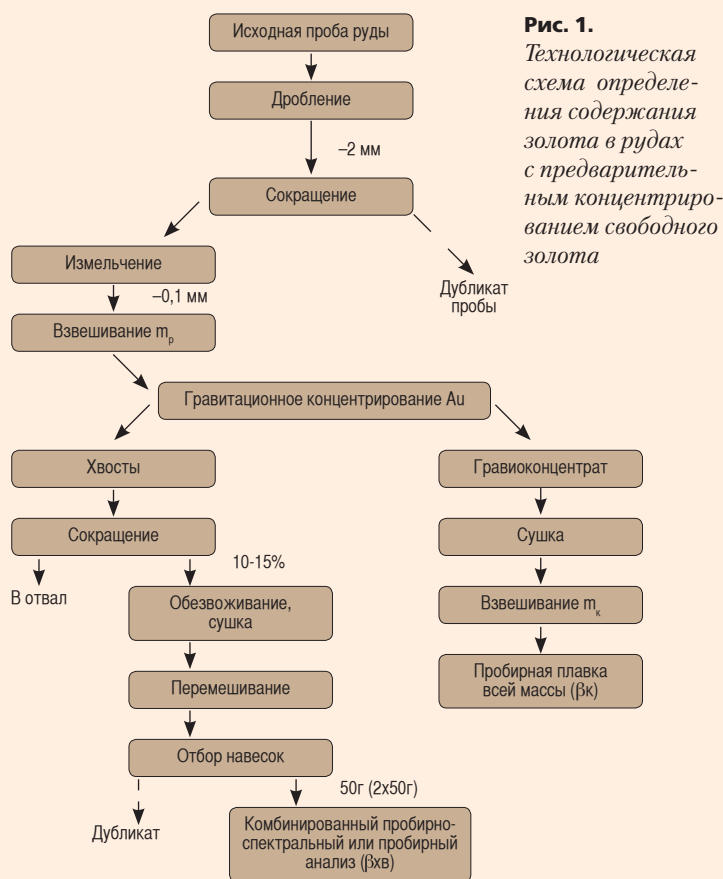 Исходная проба руды
Рис. 1.
Технологическая
схема определе-
ния содержания
золота в рудах
с предваритель-
ным концентриро-
ванием свободного
золота
Дробление
–2 мм
Сокращение
Измельчение
Дубликат
пробы
–0,1 мм
Взвешивание mр
Гравитационное концентрирование Au
Хвосты
Гравиоконцентрат
Сокращение
Сушка
10-15%
В отвал
Обезвоживание,
сушка
Взвешивание mк
Перемешивание
Пробирная плавка
всей массы (βк)
Отбор навесок
50г (2x50г)
Дубликат
Комбинированный пробирно-
спектральный или пробирный
анализ (βхв)